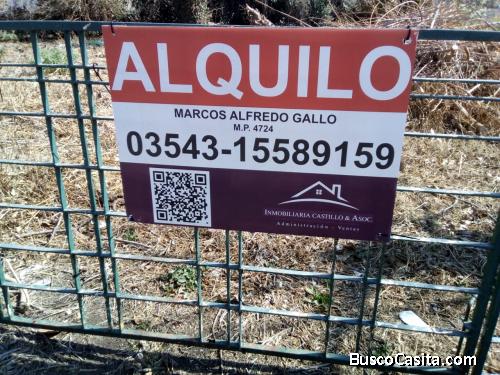 ALQUILO
MARCOS ALFREDO GALLO
M.P. 4724
03543-15589159
INMOBILIARIA CASTILLO & ASOC.
Administración - Ventas
BuscoCasita.com